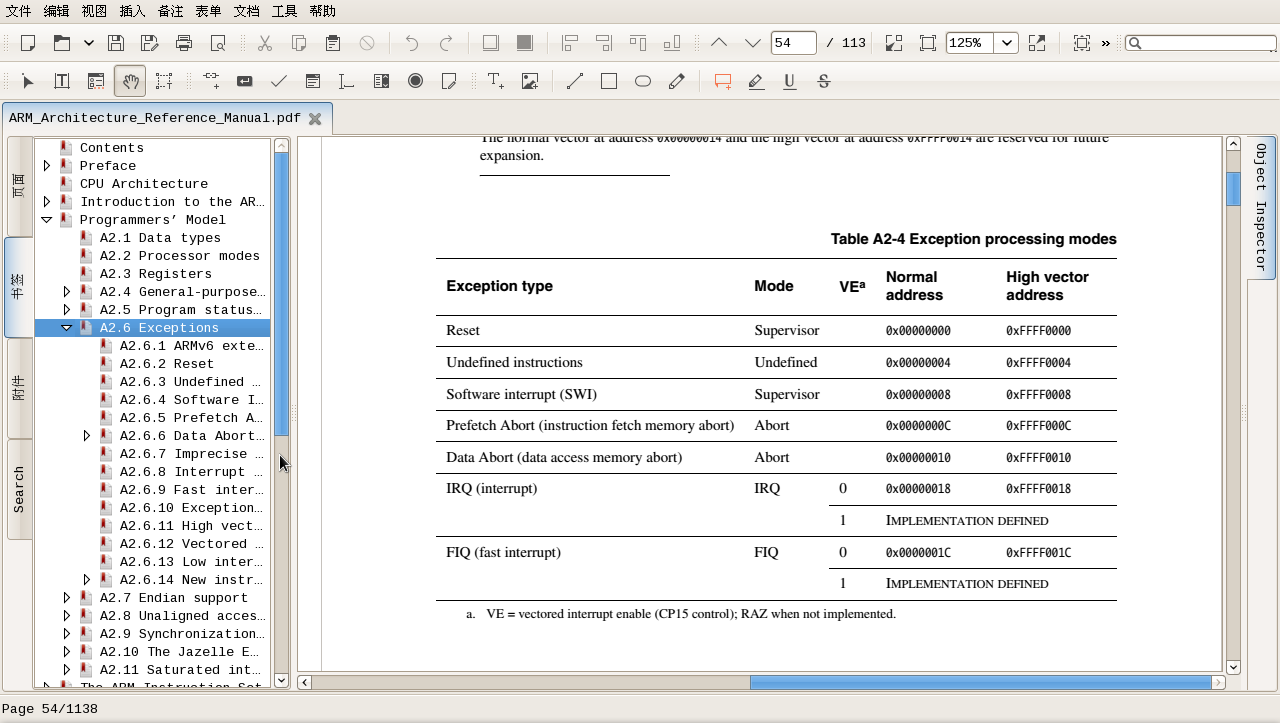 文件 编辑 视图 插入 备注 表单 文档 工具 帮助
54 / 113 125% »
ARM_Architecture_Reference_Manual.pdf
页面
书签
附件
Search
Contents
Preface
CPU Architecture
Introduction to the AR…
Programmers’ Model
A2.1 Data types
A2.2 Processor modes
A2.3 Registers
A2.4 General-purpose…
A2.5 Program status…
A2.6 Exceptions
A2.6.1 ARMv6 exte…
A2.6.2 Reset
A2.6.3 Undefined …
A2.6.4 Software I…
A2.6.5 Prefetch A…
A2.6.6 Data Abort…
A2.6.7 Imprecise …
A2.6.8 Interrupt …
A2.6.9 Fast inter…
A2.6.10 Exception…
A2.6.11 High vect…
A2.6.12 Vectored …
A2.6.13 Low inter…
A2.6.14 New instr…
A2.7 Endian support
A2.8 Unaligned acces…
A2.9 Synchronization…
A2.10 The Jazelle E…
A2.11 Saturated int…
The ARM Instruction Set
The normal vector at address 0x00000014 and the high vector at address 0xFFFF0014 are reserved for future
expansion.
Table A2-4 Exception processing modes
Exception type Mode VEa Normal address High vector address
Reset Supervisor 0x00000000 0xFFFF0000
Undefined instructions Undefined 0x00000004 0xFFFF0004
Software interrupt (SWI) Supervisor 0x00000008 0xFFFF0008
Prefetch Abort (instruction fetch memory abort) Abort 0x0000000C 0xFFFF000C
Data Abort (data access memory abort) Abort 0x00000010 0xFFFF0010
IRQ (interrupt) IRQ 0 0x00000018 0xFFFF0018
1 IMPLEMENTATION DEFINED
FIQ (fast interrupt) FIQ 0 0x0000001C 0xFFFF001C
1 IMPLEMENTATION DEFINED
a. VE = vectored interrupt enable (CP15 control); RAZ when not implemented.
Object Inspector
Page 54/1138